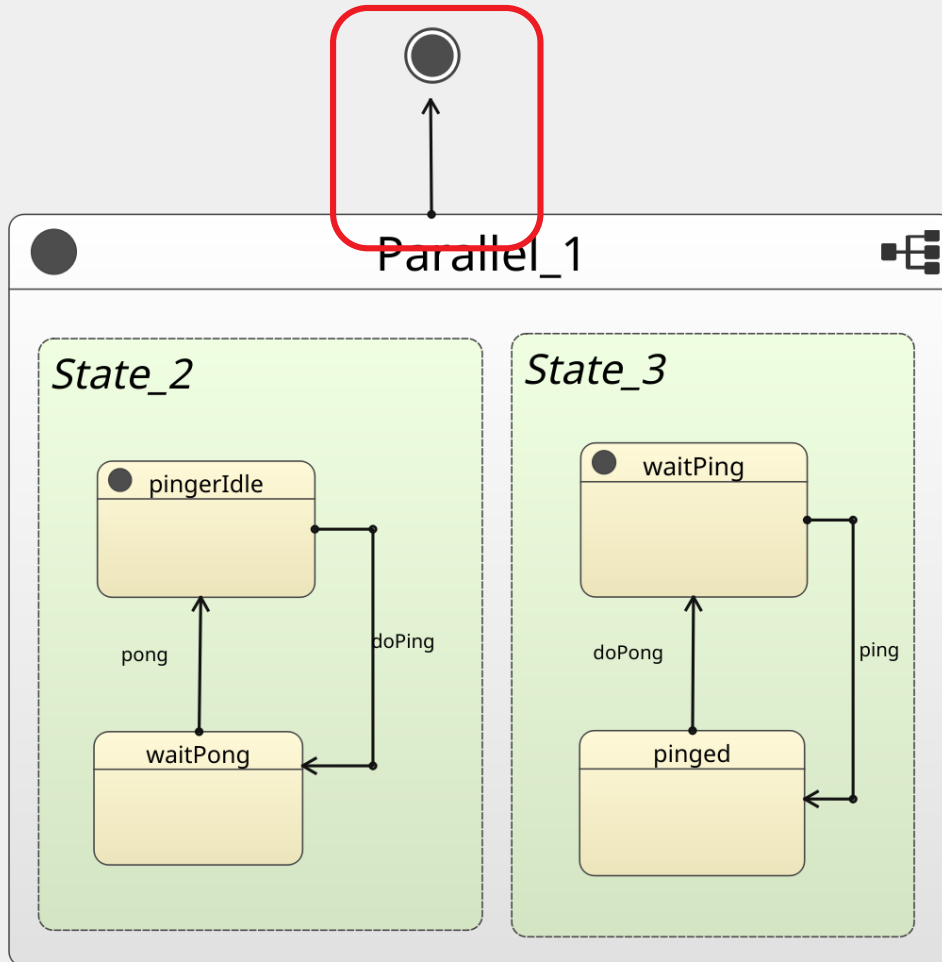 Parallel_1
State_2
pingerIdle
doPing
pong
waitPong
State_3
waitPing
doPong
ping
pinged